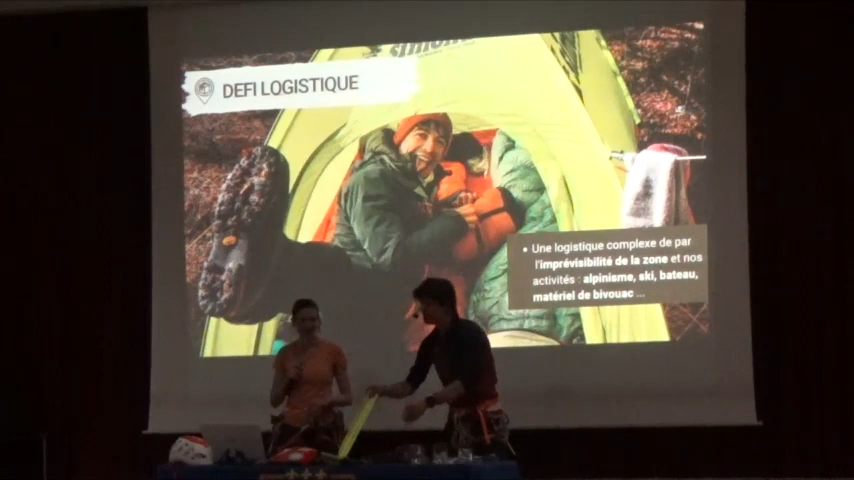 DEFI LOGISTIQUE
• Une logistique complexe de par
l'imprévisibilité de la zone et nos
activités : alpinisme, ski, bateau,
matériel de bivouac ...